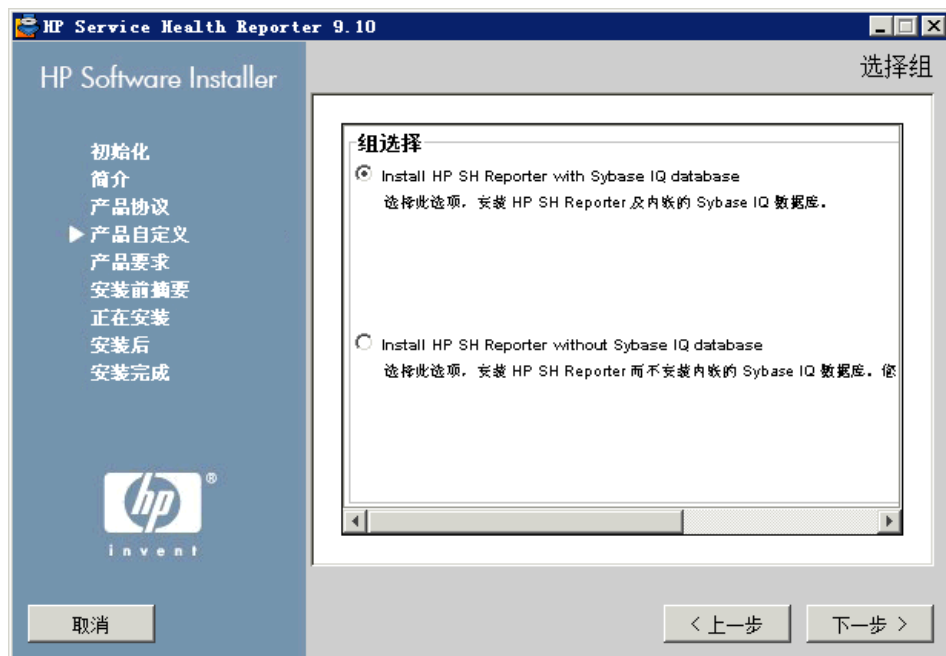 HP Service Health Reporter 9.10
HP Software Installer
选择组
初始化
简介
产品协议
产品自定义
产品要求
安装前摘要
正在安装
安装后
安装完成
组选择
Install HP SH Reporter with Sybase IQ database
选择此选项，安装 HP SH Reporter 及内嵌的 Sybase IQ 数据库。
Install HP SH Reporter without Sybase IQ database
选择此选项，安装 HP SH Reporter 而不安装内嵌的 Sybase IQ 数据库。您
hp
®
invent
取消
< 上一步
下一步 >